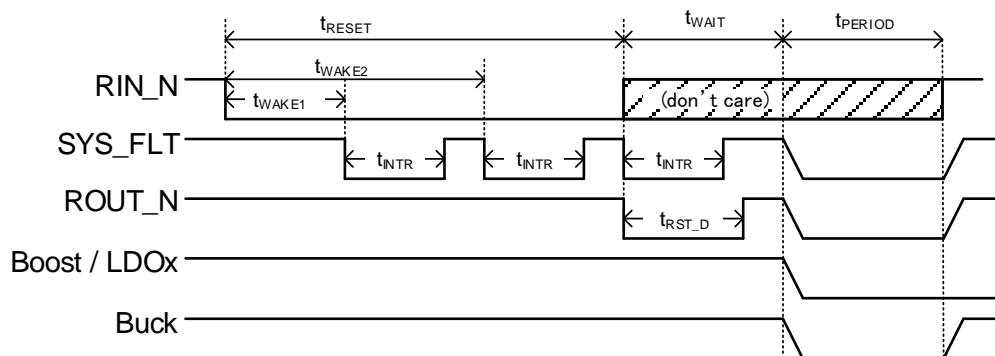 tRESET tWAIT tPERIOD
tWAKE2
RIN_N
tWAKE1 (don't care)
SYS_FLT
tINTR tINTR tINTR
ROUT_N
tRST_D
Boost / LDOx
Buck